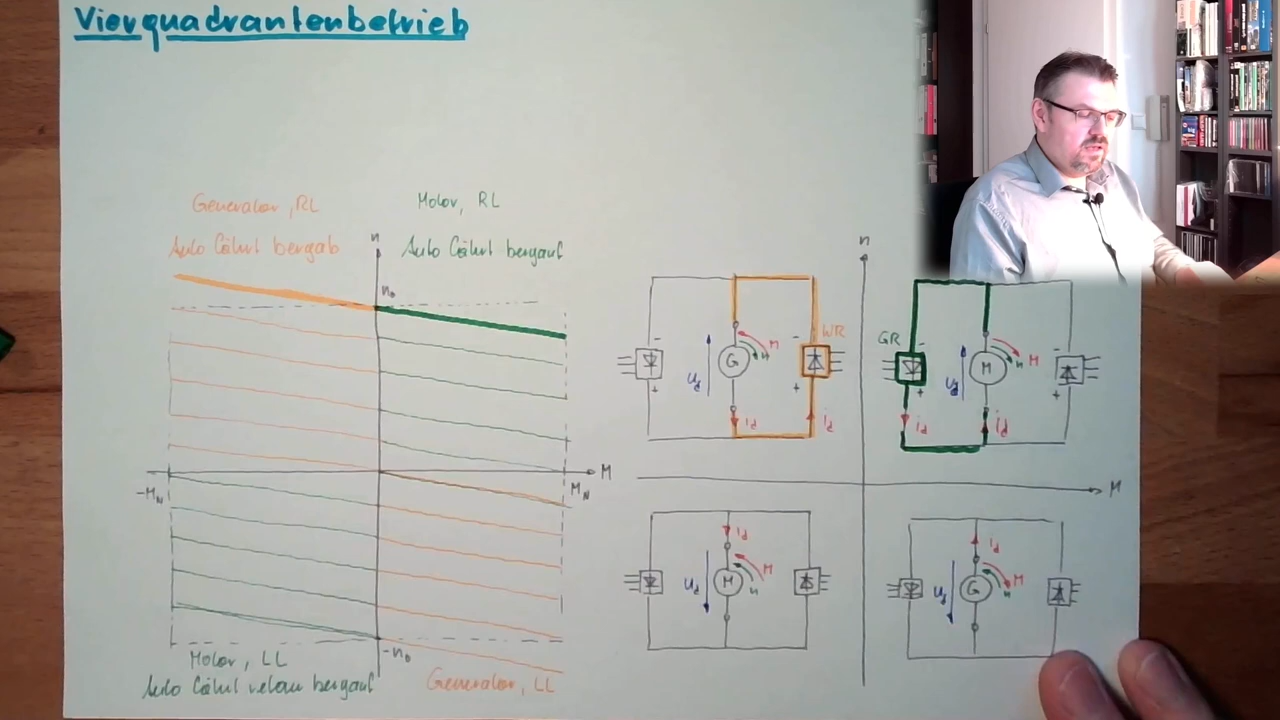 Vierquadrantenbetrieb
Generator, RL
Auto fährt bergab
Motor, RL
Auto fährt bergauf
n
n₀
M
-M_N
M_N
-n₀
Motor, LL
Auto fährt retour bergauf
Generator, LL
n
M
-
+
U_d
G
M
n
i_d
-
+
WR
i_d
GR
-
+
i_d
U_d
M
M
n
i_d
-
+
U_d
i_d
M
M
n
U_d
i_d
G
M
n